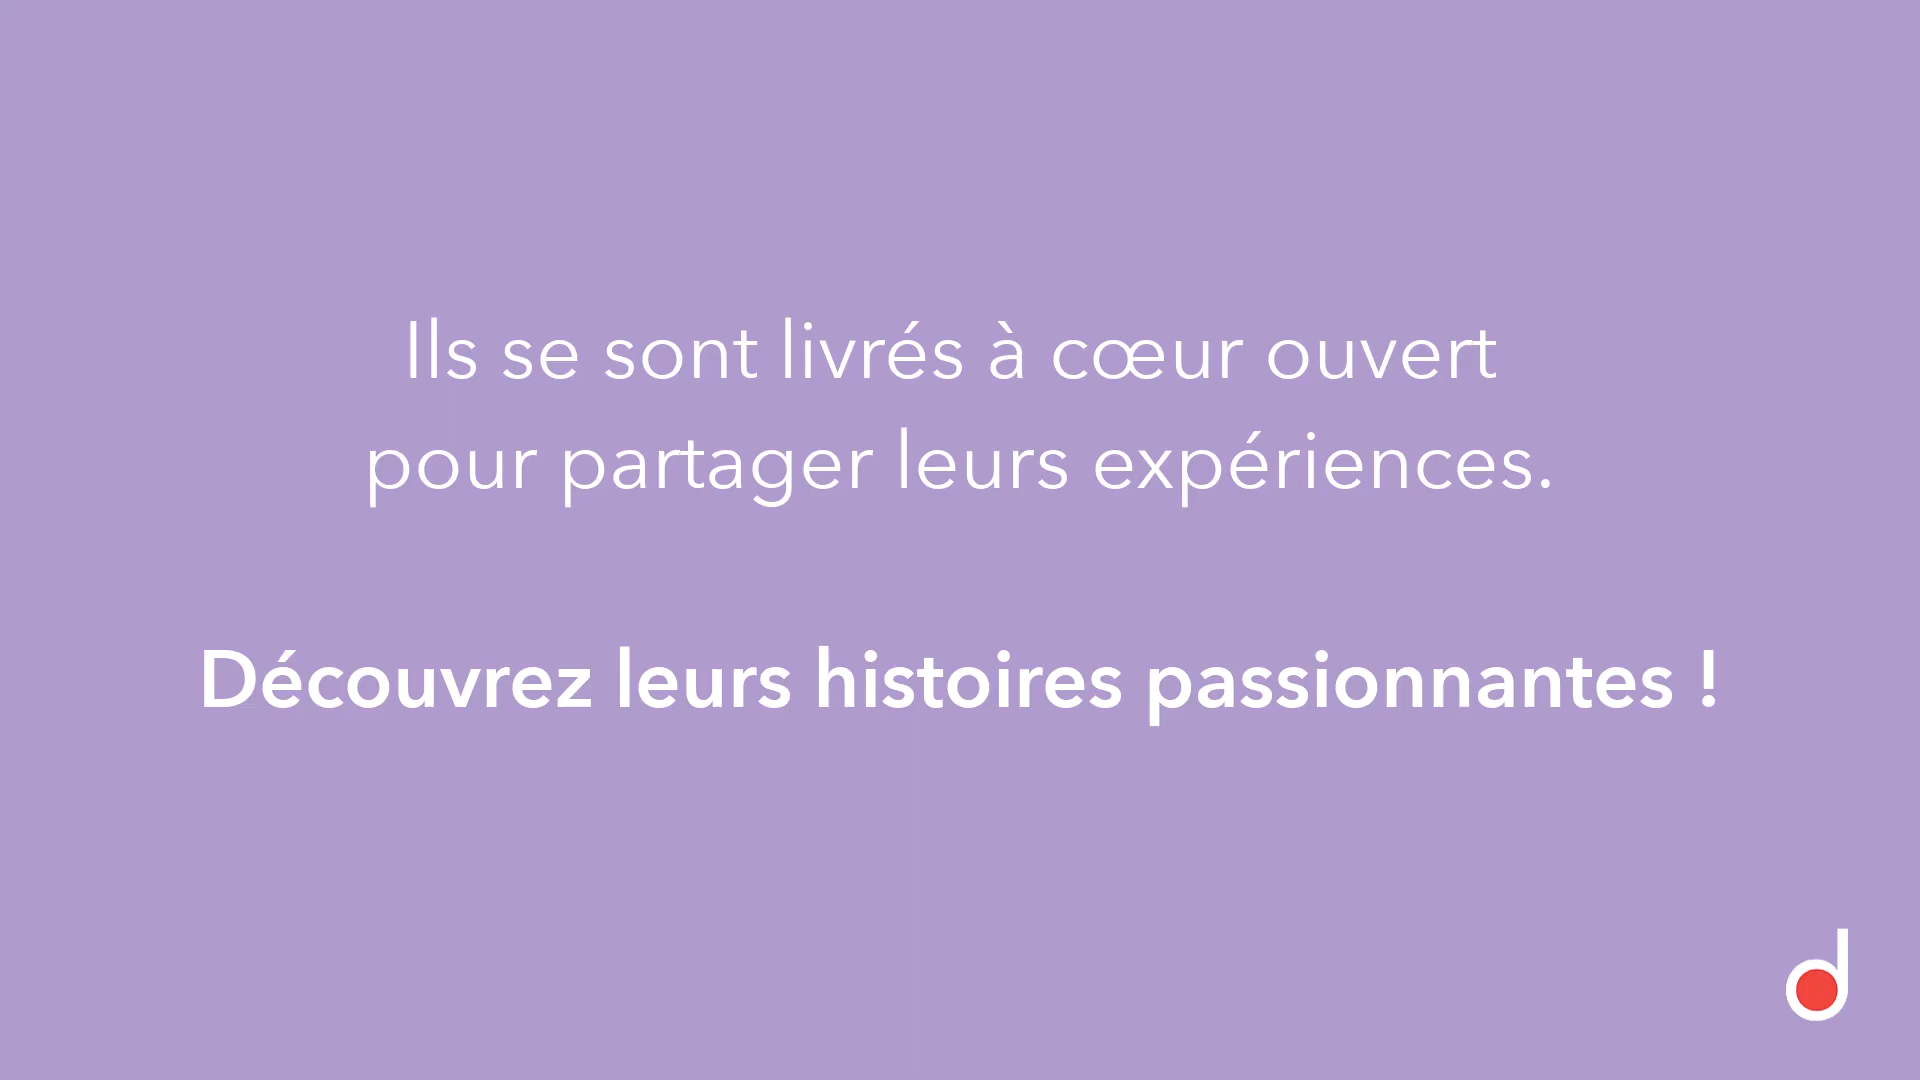 Ils se sont livrés à cœur ouvert
pour partager leurs expériences.
Découvrez leurs histoires passionnantes !
d